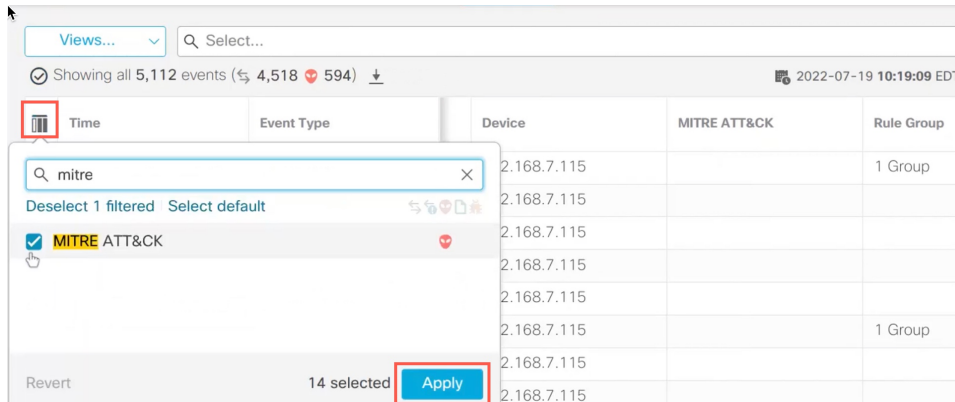 Views...
Select...
Showing all 5,112 events (4,518 594)
2022-07-19 10:19:09 EDT
Time Event Type Device MITRE ATT&CK Rule Group
mitre
2.168.7.115 1 Group
Deselect 1 filtered Select default
2.168.7.115
MITRE ATT&CK
2.168.7.115
2.168.7.115
2.168.7.115
2.168.7.115 1 Group
2.168.7.115
Revert 14 selected Apply
2.168.7.115